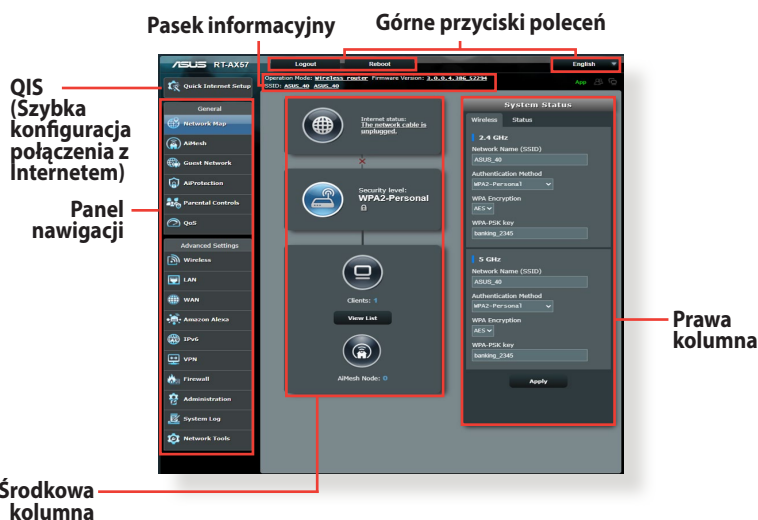 Pasek informacyjny
Górne przyciski poleceń
ASUS RT-AX57
Logout
Reboot
English
Operation Mode: Wireless router Firmware Version: 3.0.0.4.386_52294
SSID: ASUS_40 ASUS_40
App
QIS
(Szybka
konfiguracja
połączenia z
Internetem)
Quick Internet Setup
General
Network Map
AiMesh
Guest Network
AiProtection
Parental Controls
QoS
Panel
nawigacji
Advanced Settings
Wireless
LAN
WAN
Amazon Alexa
IPv6
VPN
Firewall
Administration
System Log
Network Tools
Internet status:
The network cable is
unplugged.
Security level:
WPA2-Personal
Clients: 1
View List
AiMesh Node: 0
System Status
Wireless
Status
2.4 GHz
Network Name (SSID)
ASUS_40
Authentication Method
WPA2-Personal
WPA Encryption
AES
WPA-PSK key
banking_2345
5 GHz
Network Name (SSID)
ASUS_40
Authentication Method
WPA2-Personal
WPA Encryption
AES
WPA-PSK key
banking_2345
Apply
Prawa
kolumna
Środkowa
kolumna